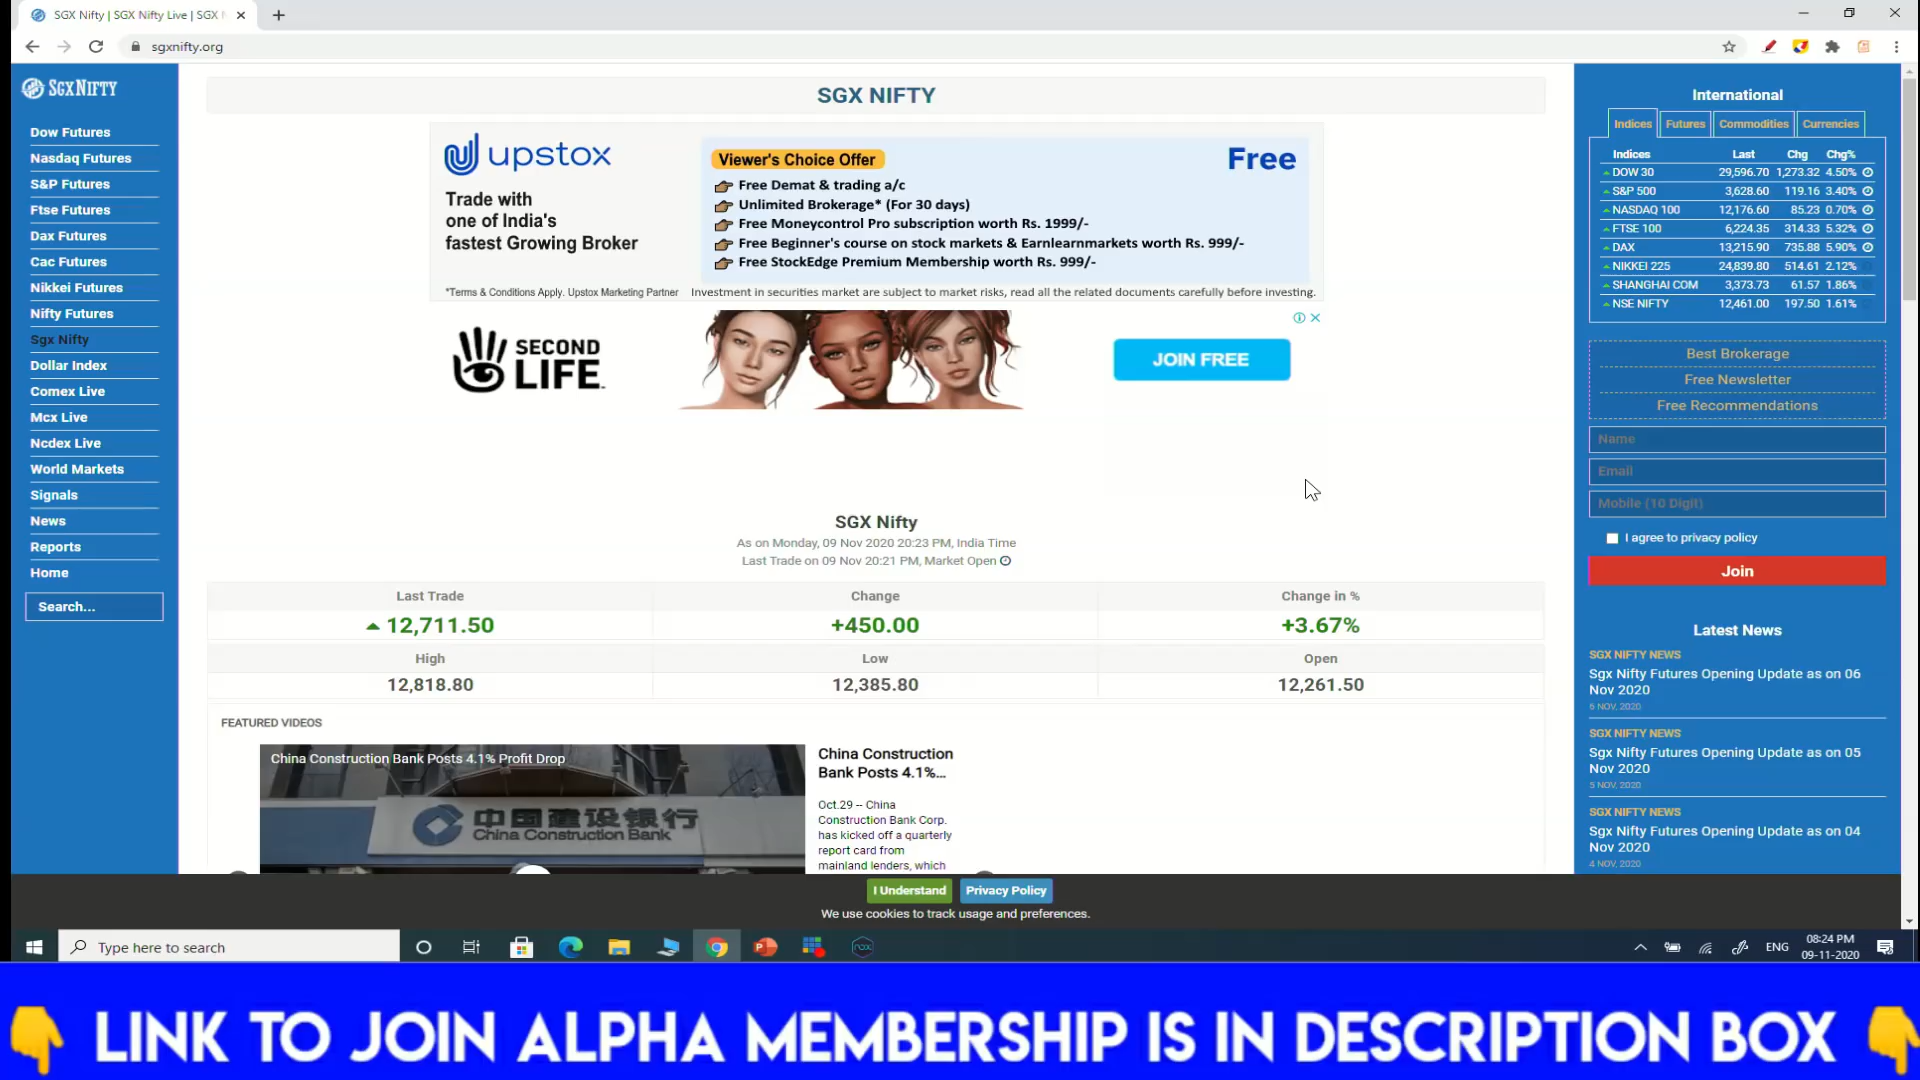 SGX Nifty | SGX Nifty Live | SGX N
sgxnifty.org
SGXNIFTY
Dow Futures
Nasdaq Futures
S&P Futures
Ftse Futures
Dax Futures
Cac Futures
Nikkei Futures
Nifty Futures
Sgx Nifty
Dollar Index
Comex Live
Mcx Live
Ncdex Live
World Markets
Signals
News
Reports
Home
Search...
SGX NIFTY
upstox
Trade with
one of India's
fastest Growing Broker
Viewer's Choice Offer
Free
Free Demat & trading a/c
Unlimited Brokerage* (For 30 days)
Free Moneycontrol Pro subscription worth Rs. 1999/-
Free Beginner's course on stock markets & Earnlearnmarkets worth Rs. 999/-
Free StockEdge Premium Membership worth Rs. 999/-
*Terms & Conditions Apply. Upstox Marketing Partner Investment in securities market are subject to market risks, read all the related documents carefully before investing.
SECOND
LIFE.
JOIN FREE
SGX Nifty
As on Monday, 09 Nov 2020 20:23 PM, India Time
Last Trade on 09 Nov 20:21 PM, Market Open
Last Trade Change Change in %
12,711.50 +450.00 +3.67%
High Low Open
12,818.80 12,385.80 12,261.50
FEATURED VIDEOS
China Construction Bank Posts 4.1% Profit Drop
中国建设银行
China Construction Bank
China Construction
Bank Posts 4.1%...
Oct.29 -- China
Construction Bank Corp.
has kicked off a quarterly
report card from
mainland lenders, which
International
Indices Futures Commodities Currencies
Indices Last Chg Chg%
DOW 30 29,596.70 1,273.32 4.50%
S&P 500 3,628.60 119.16 3.40%
NASDAQ 100 12,176.60 85.23 0.70%
FTSE 100 6,224.35 314.33 5.32%
DAX 13,215.90 735.88 5.90%
NIKKEI 225 24,839.80 514.61 2.12%
SHANGHAI COM 3,373.73 61.57 1.86%
NSE NIFTY 12,461.00 197.50 1.61%
Best Brokerage
Free Newsletter
Free Recommendations
Name
Email
Mobile (10 Digit)
I agree to privacy policy
Join
Latest News
SGX NIFTY NEWS
Sgx Nifty Futures Opening Update as on 06
Nov 2020
6 NOV, 2020
SGX NIFTY NEWS
Sgx Nifty Futures Opening Update as on 05
Nov 2020
5 NOV, 2020
SGX NIFTY NEWS
Sgx Nifty Futures Opening Update as on 04
Nov 2020
4 NOV, 2020
I Understand Privacy Policy
We use cookies to track usage and preferences.
Type here to search
ENG
08:24 PM
09-11-2020
LINK TO JOIN ALPHA MEMBERSHIP IS IN DESCRIPTION BOX